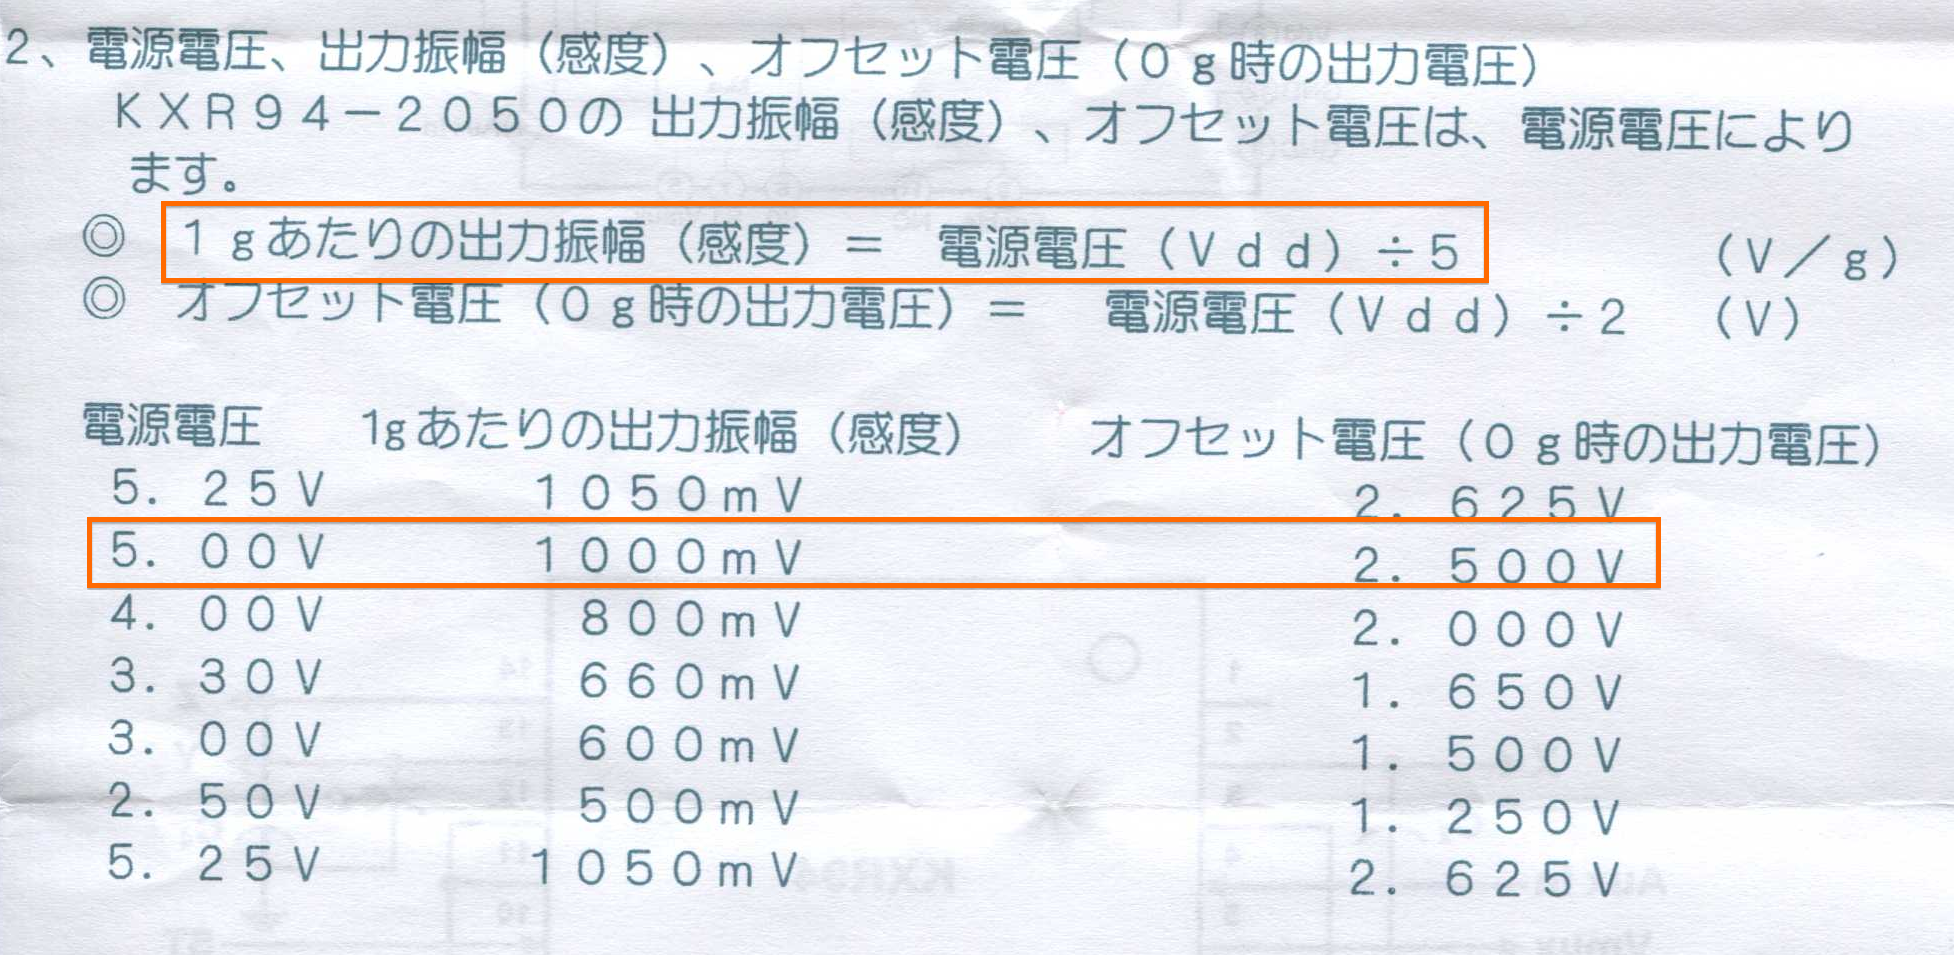 2、電源電圧、出力振幅（感度）、オフセット電圧（0g時の出力電圧）
KXR94-2050の 出力振幅（感度）、オフセット電圧は、電源電圧により
ます。
◎ 1gあたりの出力振幅（感度）＝ 電源電圧（Vdd）÷5 （V／g）
◎ オフセット電圧（0g時の出力電圧）＝ 電源電圧（Vdd）÷2 （V）
電源電圧 1gあたりの出力振幅（感度） オフセット電圧（0g時の出力電圧）
5.25V 1050mV 2.625V
5.00V 1000mV 2.500V
4.00V 800mV 2.000V
3.30V 660mV 1.650V
3.00V 600mV 1.500V
2.50V 500mV 1.250V
5.25V 1050mV 2.625V